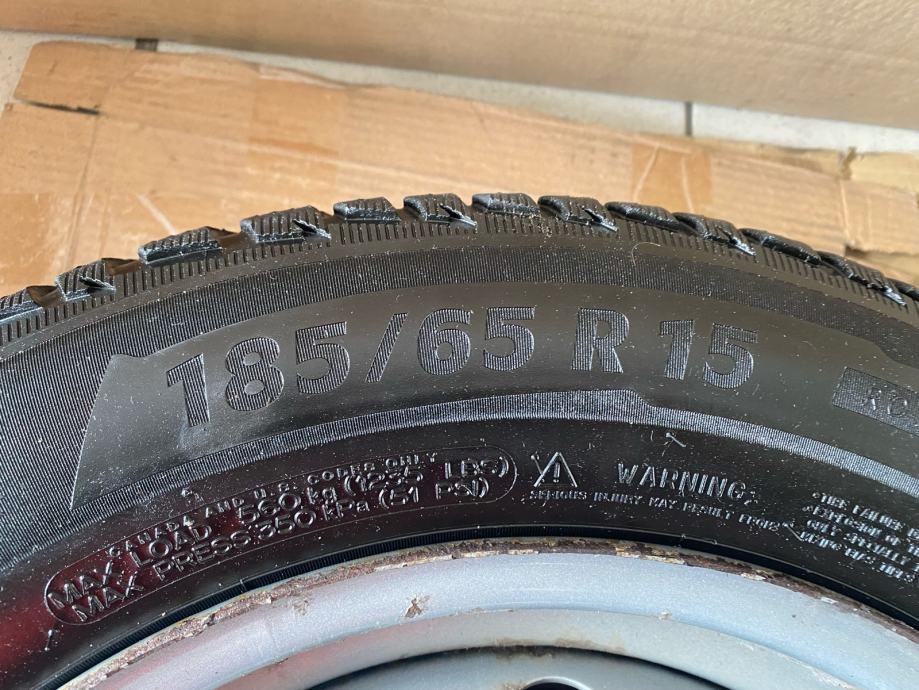 185/65 R 15
CANADA AND U.S. CODES ONLY
MAX LOAD 560 kg (1235 LBS)
MAX PRESS 350 kPa (51 PSI)
WARNING:
SERIOUS INJURY MAY RESULT FROM: